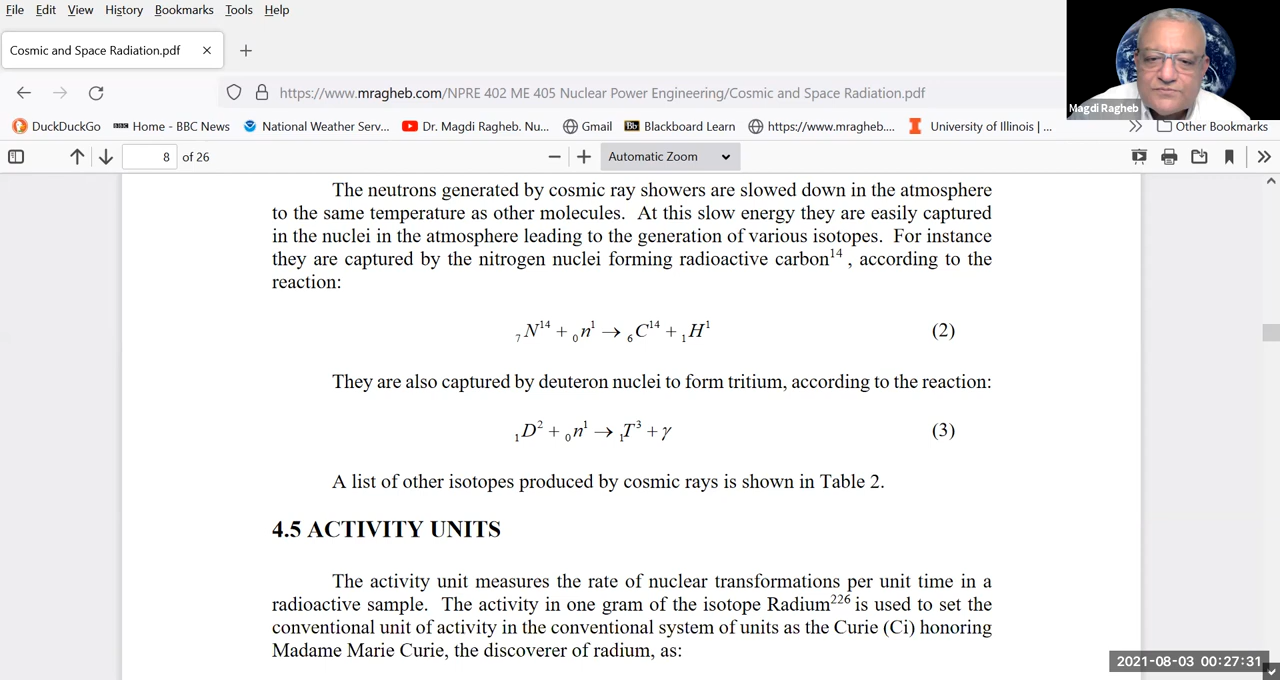 File Edit View History Bookmarks Tools Help
Cosmic and Space Radiation.pdf
https://www.mragheb.com/NPRE 402 ME 405 Nuclear Power Engineering/Cosmic and Space Radiation.pdf
Magdi Ragheb
DuckDuckGo BBC Home - BBC News National Weather Serv... Dr. Magdi Ragheb. Nu... Gmail Bb Blackboard Learn https://www.mragheb.... University of Illinois |... Other Bookmarks
8 of 26 Automatic Zoom
The neutrons generated by cosmic ray showers are slowed down in the atmosphere
to the same temperature as other molecules. At this slow energy they are easily captured
in the nuclei in the atmosphere leading to the generation of various isotopes. For instance
they are captured by the nitrogen nuclei forming radioactive carbon¹⁴ , according to the
reaction:
₇N¹⁴ + ₀n¹ → ₆C¹⁴ + ₁H¹ (2)
They are also captured by deuteron nuclei to form tritium, according to the reaction:
₁D² + ₀n¹ → ₁T³ + γ (3)
A list of other isotopes produced by cosmic rays is shown in Table 2.
4.5 ACTIVITY UNITS
The activity unit measures the rate of nuclear transformations per unit time in a
radioactive sample. The activity in one gram of the isotope Radium²²⁶ is used to set the
conventional unit of activity in the conventional system of units as the Curie (Ci) honoring
Madame Marie Curie, the discoverer of radium, as:
2021-08-03 00:27:31